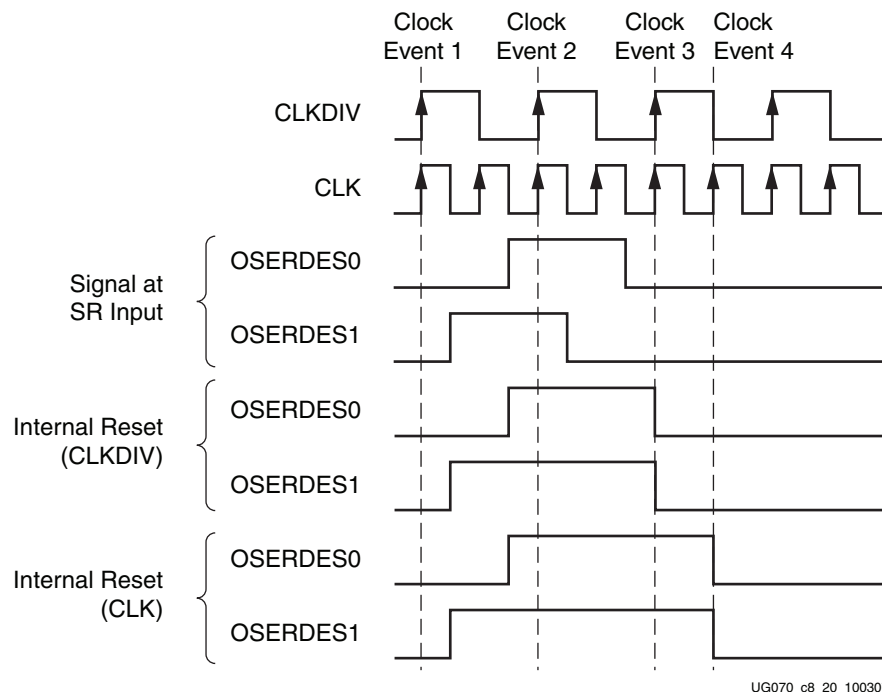 Clock
Event 1
Clock
Event 2
Clock
Event 3
Clock
Event 4
CLKDIV
CLK
Signal at
SR Input
OSERDES0
OSERDES1
Internal Reset
(CLKDIV)
OSERDES0
OSERDES1
Internal Reset
(CLK)
OSERDES0
OSERDES1
UG070_c8_20_10030